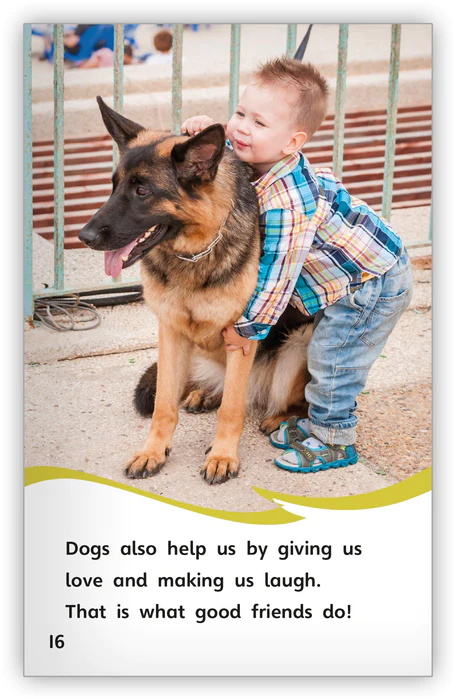 Dogs also help us by giving us
love and making us laugh.
That is what good friends do!
16